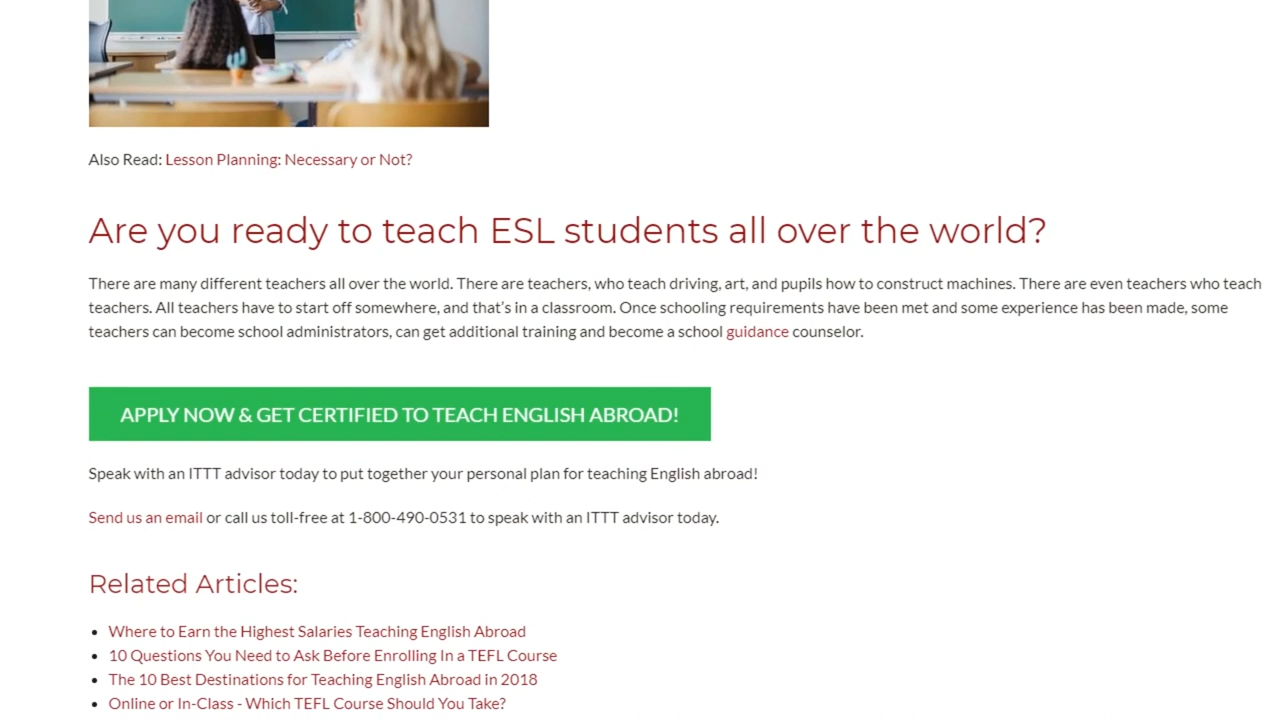 Also Read: Lesson Planning: Necessary or Not?
Are you ready to teach ESL students all over the world?
There are many different teachers all over the world. There are teachers, who teach driving, art, and pupils how to construct machines. There are even teachers who teach
teachers. All teachers have to start off somewhere, and that’s in a classroom. Once schooling requirements have been met and some experience has been made, some
teachers can become school administrators, can get additional training and become a school guidance counselor.
APPLY NOW & GET CERTIFIED TO TEACH ENGLISH ABROAD!
Speak with an ITTT advisor today to put together your personal plan for teaching English abroad!
Send us an email or call us toll-free at 1-800-490-0531 to speak with an ITTT advisor today.
Related Articles:
• Where to Earn the Highest Salaries Teaching English Abroad
• 10 Questions You Need to Ask Before Enrolling In a TEFL Course
• The 10 Best Destinations for Teaching English Abroad in 2018
• Online or In-Class - Which TEFL Course Should You Take?